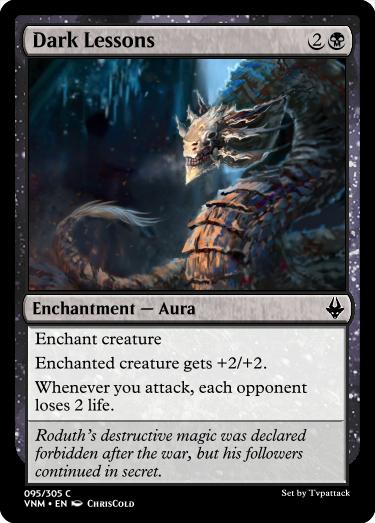 Dark Lessons 2
Enchantment — Aura
Enchant creature
Enchanted creature gets +2/+2.
Whenever you attack, each opponent
loses 2 life.
Roduth's destructive magic was declared
forbidden after the war, but his followers
continued in secret.
095/305 C Set by Tvpattack
VNM • EN ChrisCold